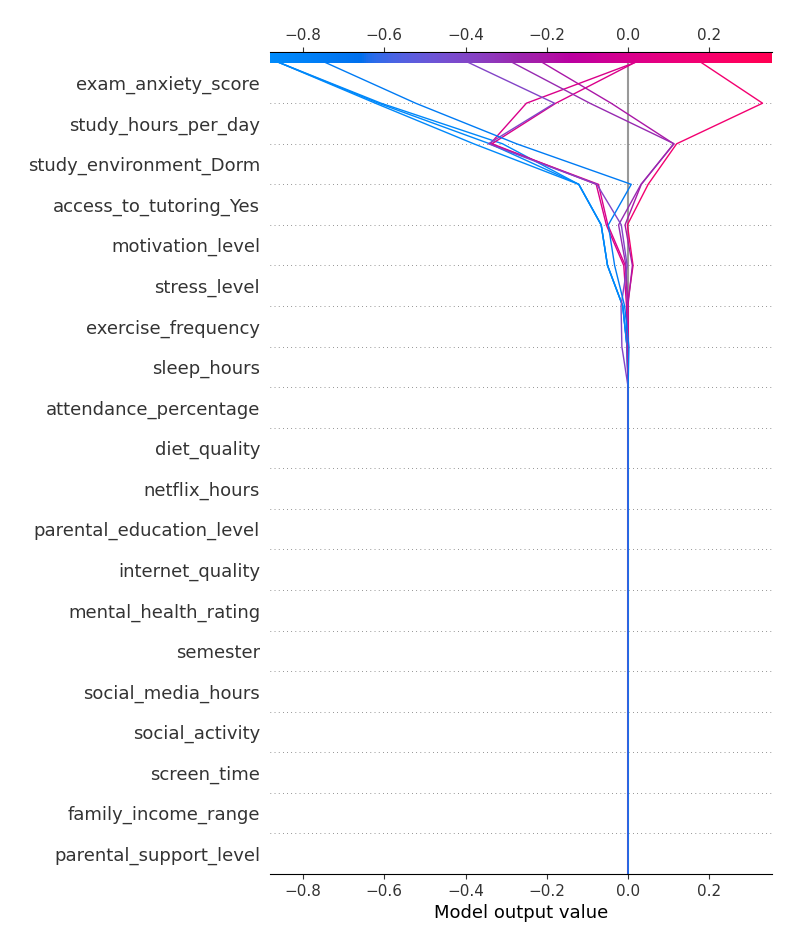 −0.8 −0.6 −0.4 −0.2 0.0 0.2
exam_anxiety_score
study_hours_per_day
study_environment_Dorm
access_to_tutoring_Yes
motivation_level
stress_level
exercise_frequency
sleep_hours
attendance_percentage
diet_quality
netflix_hours
parental_education_level
internet_quality
mental_health_rating
semester
social_media_hours
social_activity
screen_time
family_income_range
parental_support_level
−0.8 −0.6 −0.4 −0.2 0.0 0.2
Model output value